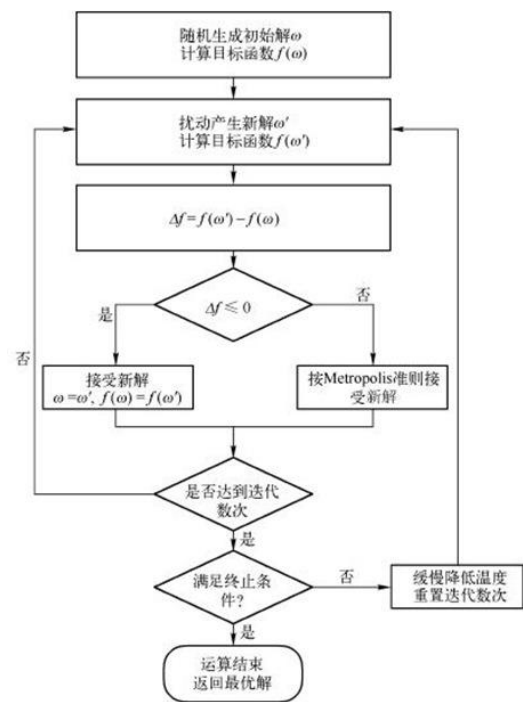 随机生成初始解ω
计算目标函数f(ω)
扰动产生新解ω'
计算目标函数f(ω')
Δf=f(ω')−f(ω)
Δf≤0
是
否
接受新解
ω=ω', f(ω)=f(ω')
按Metropolis准则接
受新解
否
是否达到迭代
数次
是
满足终止条
件?
否
缓慢降低温度
重置迭代数次
是
运算结束
返回最优解